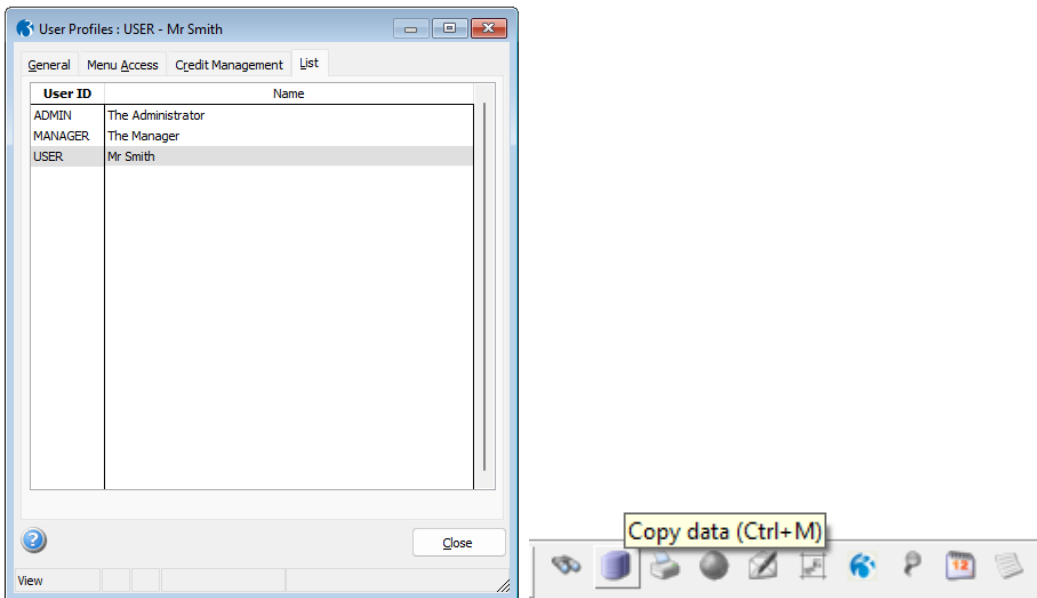 User Profiles : USER - Mr Smith
General Menu Access Credit Management List
User ID Name
ADMIN The Administrator
MANAGER The Manager
USER Mr Smith
Close
View
Copy data (Ctrl+M)
12